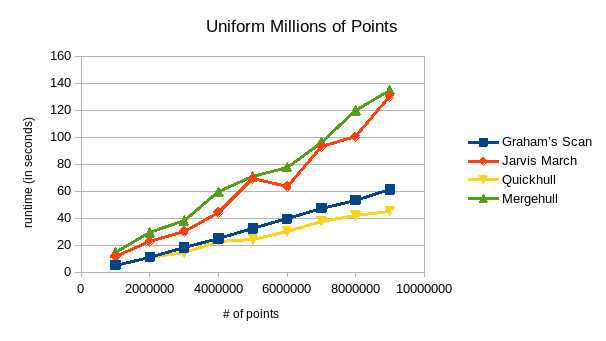 Uniform Millions of Points
160
140
120
100
80
60
40
20
0
runtime (in seconds)
0 2000000 4000000 6000000 8000000 10000000
# of points
Graham's Scan
Jarvis March
Quickhull
Mergehull